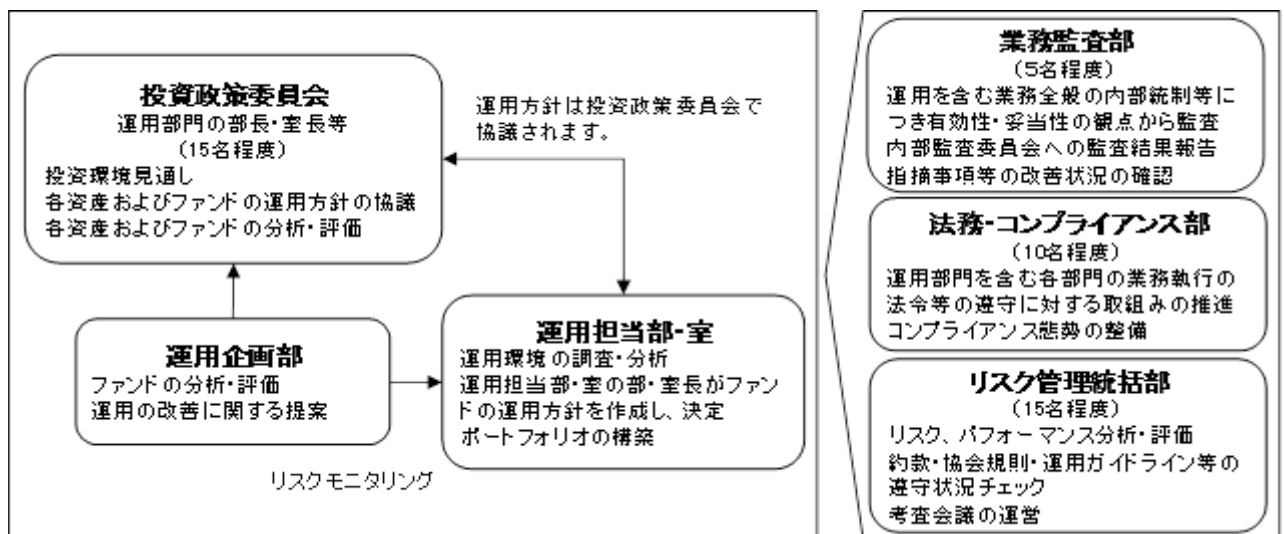 投資政策委員会
運用部門の部長・室長等
(15名程度)
投資環境見通し
各資産およびファンドの運用方針の協議
各資産およびファンドの分析・評価
運用方針は投資政策委員会で
協議されます。
運用企画部
ファンドの分析・評価
運用の改善に関する提案
運用担当部-室
運用環境の調査・分析
運用担当部・室の部・室長がファン
ドの運用方針を作成し、決定
ポートフォリオの構築
リスクモニタリング
業務監査部
(5名程度)
運用を含む業務全般の内部統制等に
つき有効性・妥当性の観点から監査
内部監査委員会への監査結果報告
指摘事項等の改善状況の確認
法務-コンプライアンス部
(10名程度)
運用部門を含む各部門の業務執行の
法令等の遵守に対する取組みの推進
コンプライアンス態勢の整備
リスク管理統括部
(15名程度)
リスク、パフォーマンス分析・評価
約款・協会規則・運用ガイドライン等の
遵守状況チェック
考査会議の運営